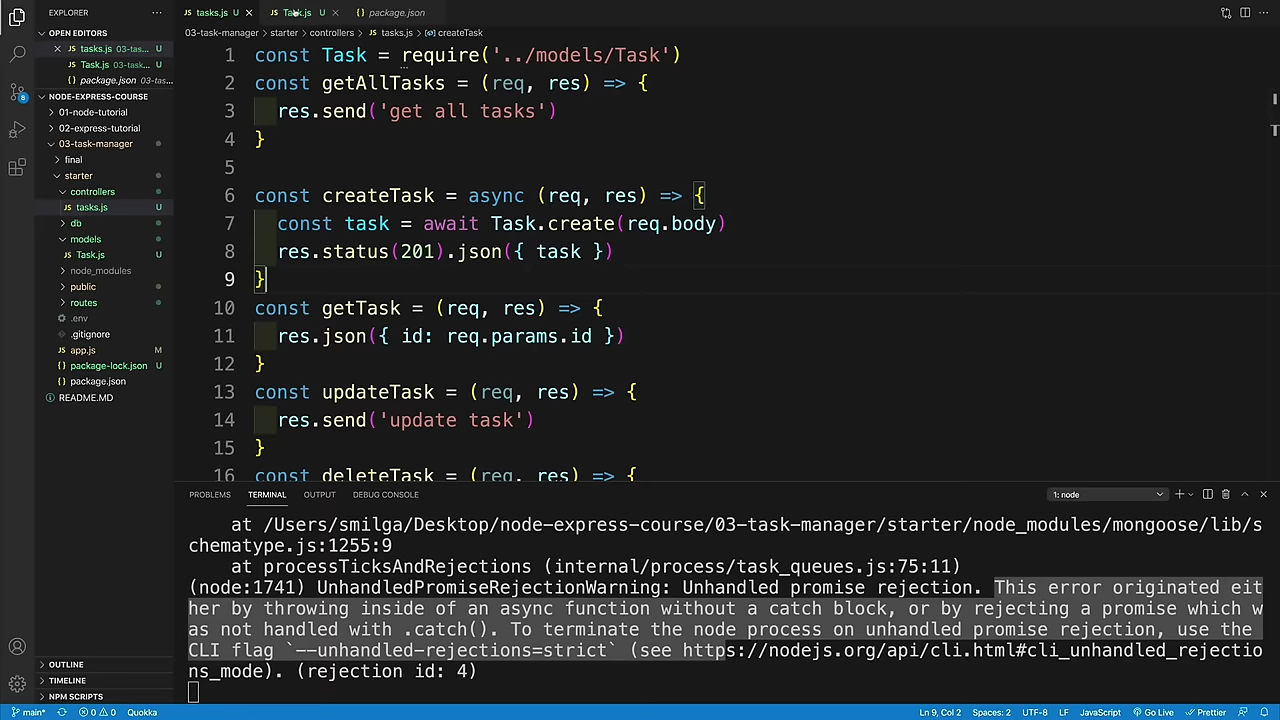 EXPLORER
OPEN EDITORS
tasks.js 03-tas... U
Task.js 03-task... U
package.json 03-tas...
NODE-EXPRESS-COURSE
01-node-tutorial
02-express-tutorial
03-task-manager
final
starter
controllers
tasks.js U
db
models
Task.js U
node_modules
public
routes
.env
.gitignore
app.js M
package-lock.json U
package.json
README.MD
OUTLINE
TIMELINE
NPM SCRIPTS
8
tasks.js U
Task.js U
package.json
03-task-manager > starter > controllers > tasks.js > createTask
1 const Task = require('../models/Task')
2 const getAllTasks = (req, res) => {
3 res.send('get all tasks')
4 }
5
6 const createTask = async (req, res) => {
7 const task = await Task.create(req.body)
8 res.status(201).json({ task })
9 }
10 const getTask = (req, res) => {
11 res.json({ id: req.params.id })
12 }
13 const updateTask = (req, res) => {
14 res.send('update task')
15 }
16 const deleteTask = (req, res) => {
PROBLEMS TERMINAL OUTPUT DEBUG CONSOLE
1: node
at /Users/smilga/Desktop/node-express-course/03-task-manager/starter/node_modules/mongoose/lib/s
chematype.js:1255:9
at processTicksAndRejections (internal/process/task_queues.js:75:11)
(node:1741) UnhandledPromiseRejectionWarning: Unhandled promise rejection. This error originated eit
her by throwing inside of an async function without a catch block, or by rejecting a promise which w
as not handled with .catch(). To terminate the node process on unhandled promise rejection, use the
CLI flag `--unhandled-rejections=strict` (see https://nodejs.org/api/cli.html#cli_unhandled_rejectio
ns_mode). (rejection id: 4)
main* 0 0 Quokka
Ln 9, Col 2 Spaces: 2 UTF-8 LF JavaScript Go Live Prettier